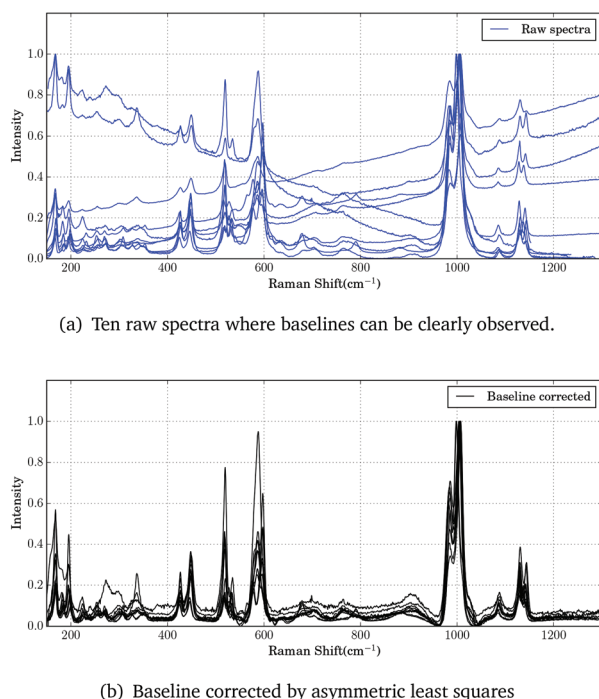 Raw spectra
1.0
0.8
0.6
0.4
0.2
0.0
Intensity
200 400 600 800 1000 1200
Raman Shift(cm⁻¹)
(a) Ten raw spectra where baselines can be clearly observed.
Baseline corrected
1.0
0.8
0.6
0.4
0.2
0.0
Intensity
200 400 600 800 1000 1200
Raman Shift(cm⁻¹)
(b) Baseline corrected by asymmetric least squares